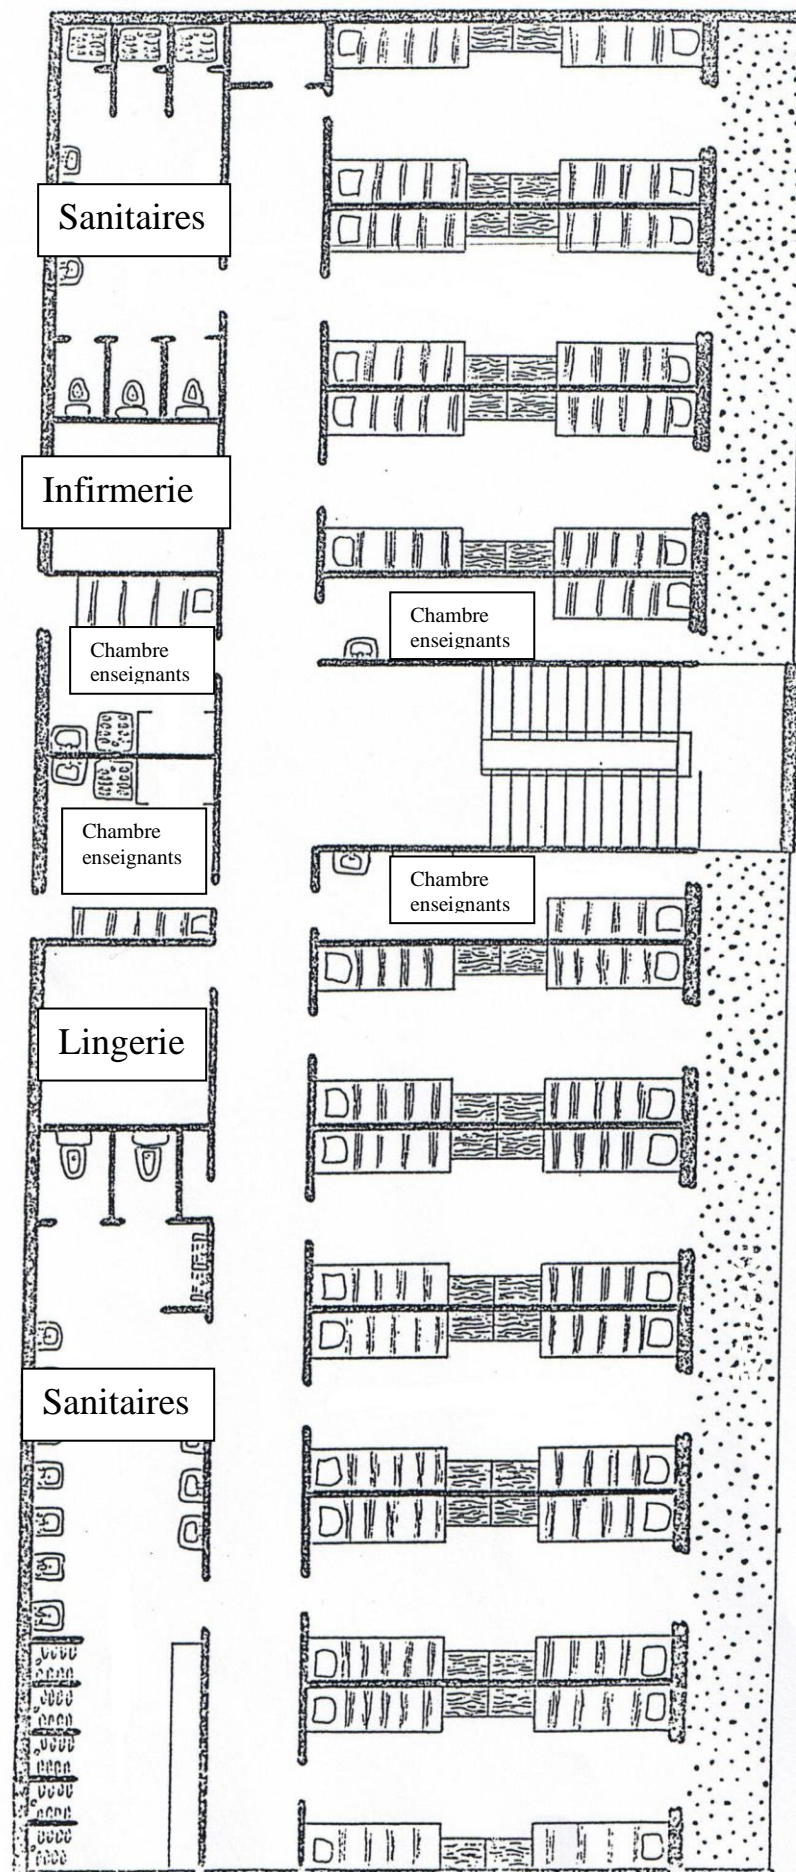 Sanitaires
Infirmerie
Chambre
enseignants
Chambre
enseignants
Chambre
enseignants
Chambre
enseignants
Lingerie
Sanitaires